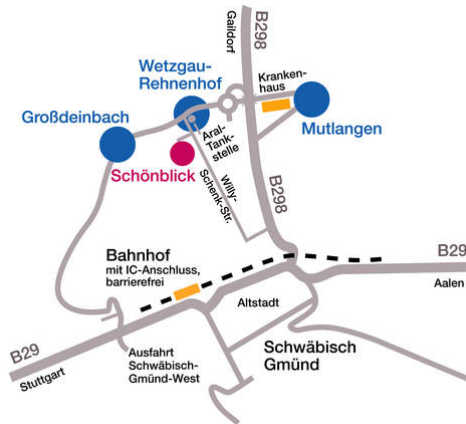 Gaildorf
B298
Wetzgau-
Rehnenhof
Kranken-
haus
Großdeinbach
Mutlangen
Aral-
Tank-
stelle
Schönblick
Willy-
Schenk-Str.
B298
Bahnhof
mit IC-Anschluss,
barrierefrei
B29
Aalen
Altstadt
B29
Stuttgart
Ausfahrt
Schwäbisch-
Gmünd-West
Schwäbisch
Gmünd